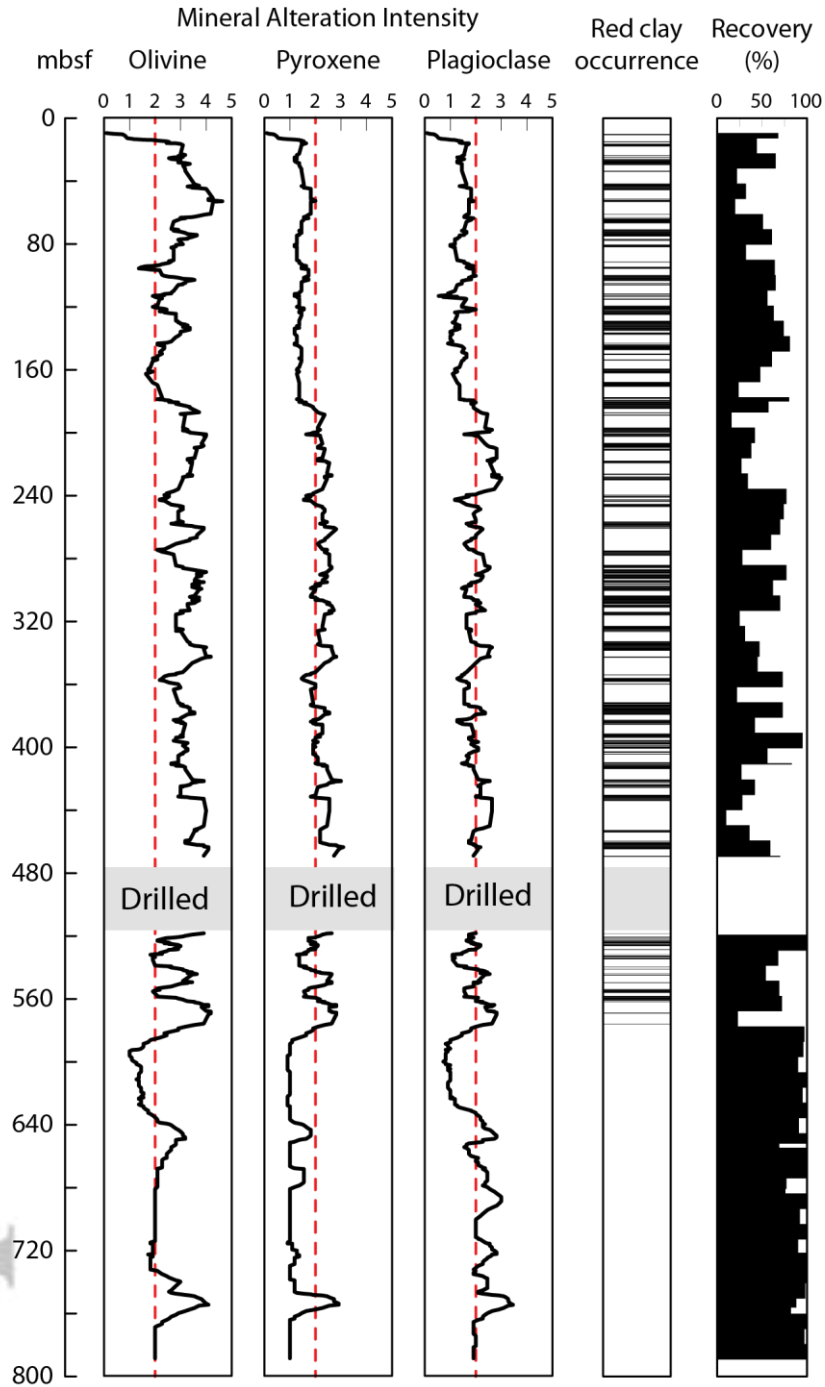 Mineral Alteration Intensity
Red clay occurrence
Recovery (%)
mbsf Olivine Pyroxene Plagioclase
0 1 2 3 4 5 0 1 2 3 4 5 0 1 2 3 4 5 0 50 100
0
80
160
240
320
400
480
Drilled Drilled Drilled
560
640
720
800